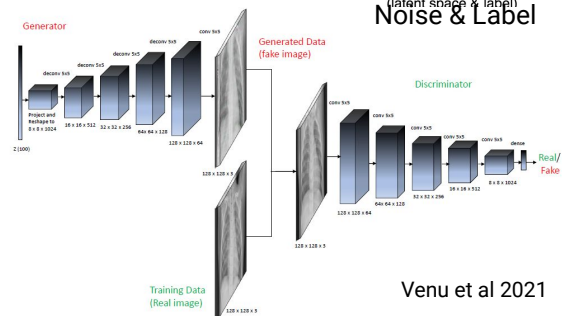 (latent space & label)
Noise & Label
Generator
conv 5x5
deconv 5x5
deconv 5x5
deconv 5x5
deconv 5x5
Project and
Reshape to
8 x 8 x 1024
16 x 16 x 512
32 x 32 x 256
64x 64 x 128
128 x 128 x 64
Z (100)
Generated Data
(fake image)
128 x 128 x 3
Training Data
(Real image)
128 x 128 x 3
Discriminator
128 x 128 x 3
conv 5x5
conv 5x5
conv 5x5
conv 5x5
conv 5x5
dense
128 x 128 x 64
64x 64 x 128
32 x 32 x 256
16 x 16 x 512
8 x 8 x 1024
Real/
Fake
Venu et al 2021